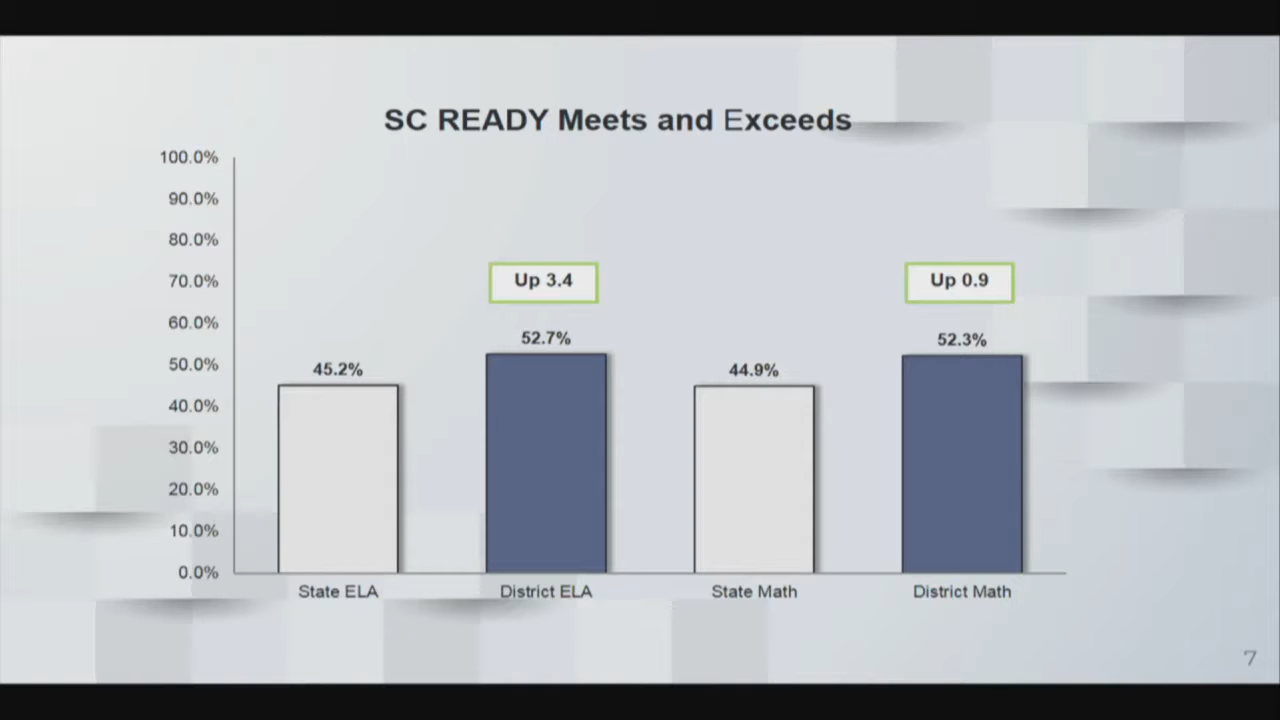 SC READY Meets and Exceeds
100.0%
90.0%
80.0%
70.0%
60.0%
50.0%
40.0%
30.0%
20.0%
10.0%
0.0%
Up 3.4
Up 0.9
45.2%
52.7%
44.9%
52.3%
State ELA
District ELA
State Math
District Math
7